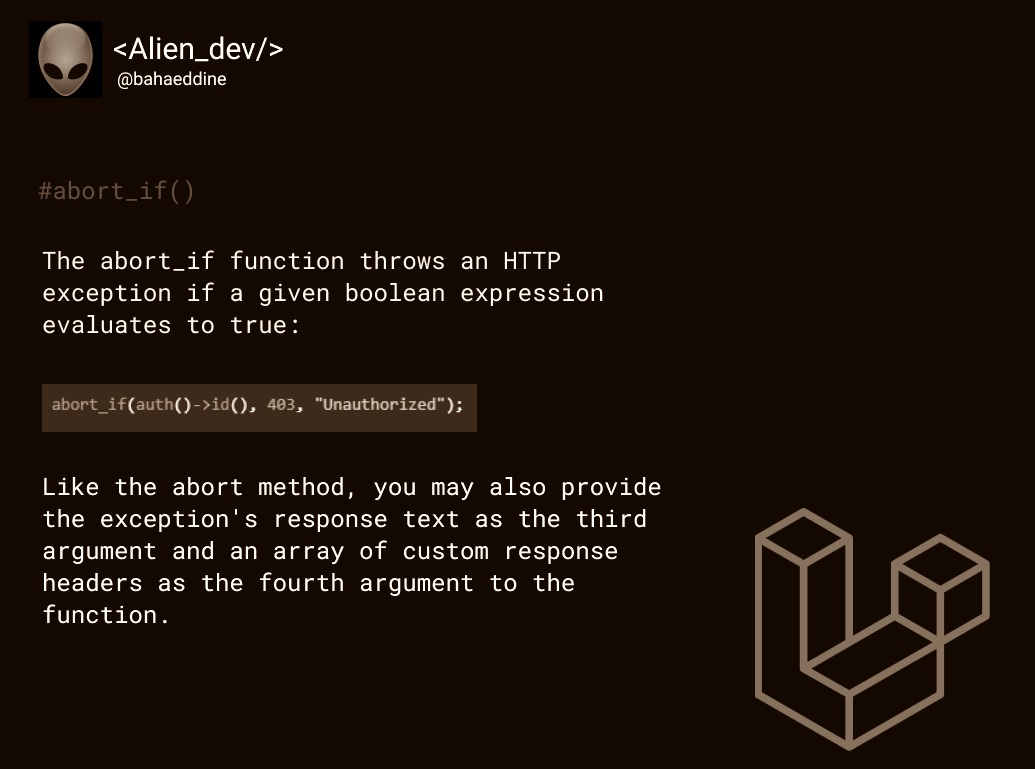 <Alien_dev/>
@bahaeddine
#abort_if()
The abort_if function throws an HTTP
exception if a given boolean expression
evaluates to true:
abort_if(auth()->id(), 403, "Unauthorized");
Like the abort method, you may also provide
the exception's response text as the third
argument and an array of custom response
headers as the fourth argument to the
function.